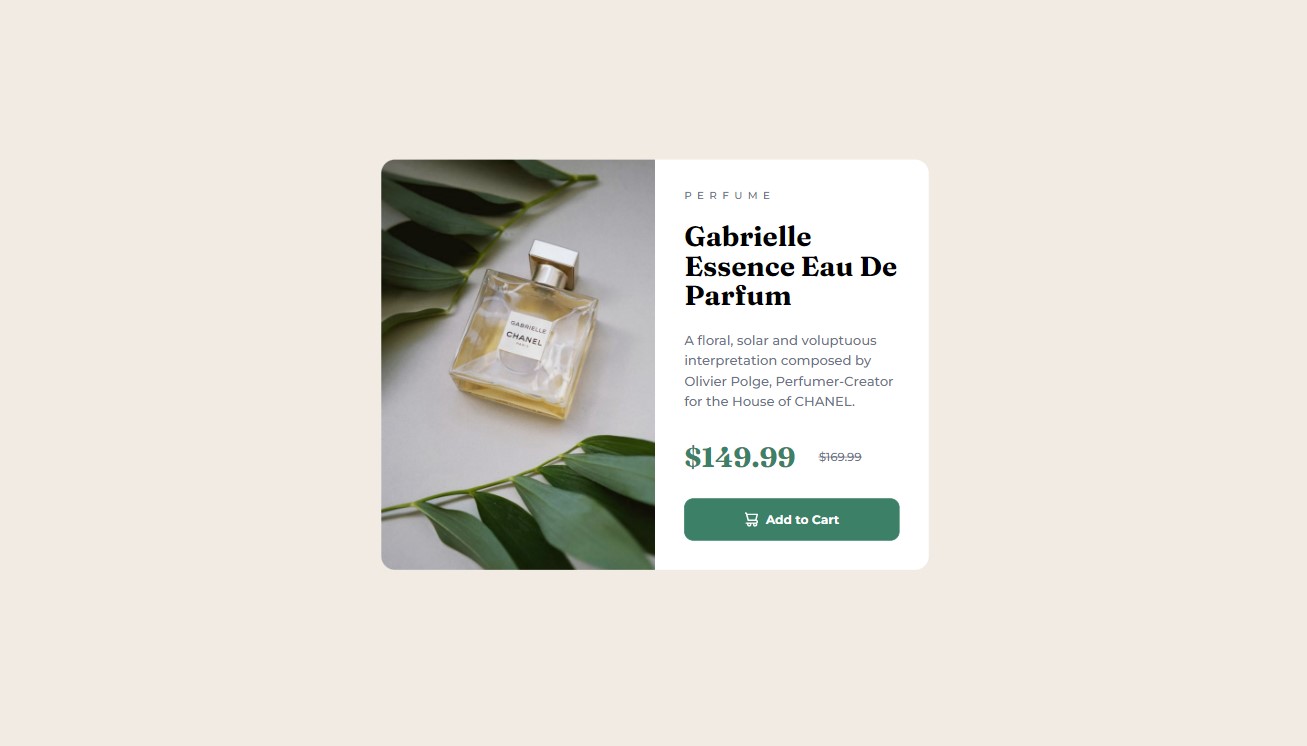 GABRIELLE
CHANEL
PERFUME
Gabrielle
Essence Eau De
Parfum
A floral, solar and voluptuous
interpretation composed by
Olivier Polge, Perfumer-Creator
for the House of CHANEL.
$149.99 $169.99
Add to Cart